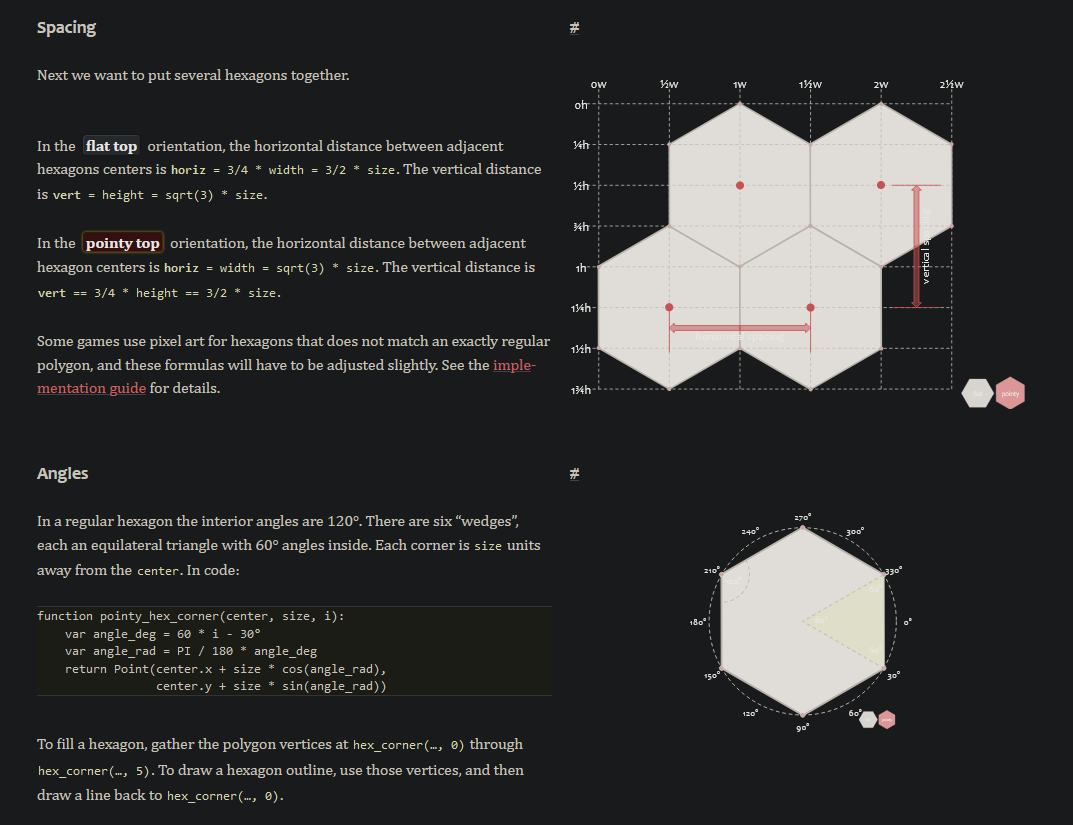 Spacing
#
Next we want to put several hexagons together.
In the flat top orientation, the horizontal distance between adjacent
hexagons centers is horiz = 3/4 * width = 3/2 * size. The vertical distance
is vert = height = sqrt(3) * size.
In the pointy top orientation, the horizontal distance between adjacent
hexagon centers is horiz = width = sqrt(3) * size. The vertical distance is
vert == 3/4 * height == 3/2 * size.
Some games use pixel art for hexagons that does not match an exactly regular
polygon, and these formulas will have to be adjusted slightly. See the imple-
mentation guide for details.
0w ½w 1w 1½w 2w 2½w
0h
¼h
½h
¾h
1h
1¼h
1½h
1¾h
vertical s
horizontal spacing
flat pointy
Angles
#
In a regular hexagon the interior angles are 120°. There are six “wedges”,
each an equilateral triangle with 60° angles inside. Each corner is size units
away from the center. In code:
function pointy_hex_corner(center, size, i):
var angle_deg = 60 * i - 30°
var angle_rad = PI / 180 * angle_deg
return Point(center.x + size * cos(angle_rad),
center.y + size * sin(angle_rad))
To fill a hexagon, gather the polygon vertices at hex_corner(…, 0) through
hex_corner(…, 5). To draw a hexagon outline, use those vertices, and then
draw a line back to hex_corner(…, 0).
270°
240° 300°
210° 330°
120° 60°
180° 60° 0°
60°
150° 30°
120° 60°
90°